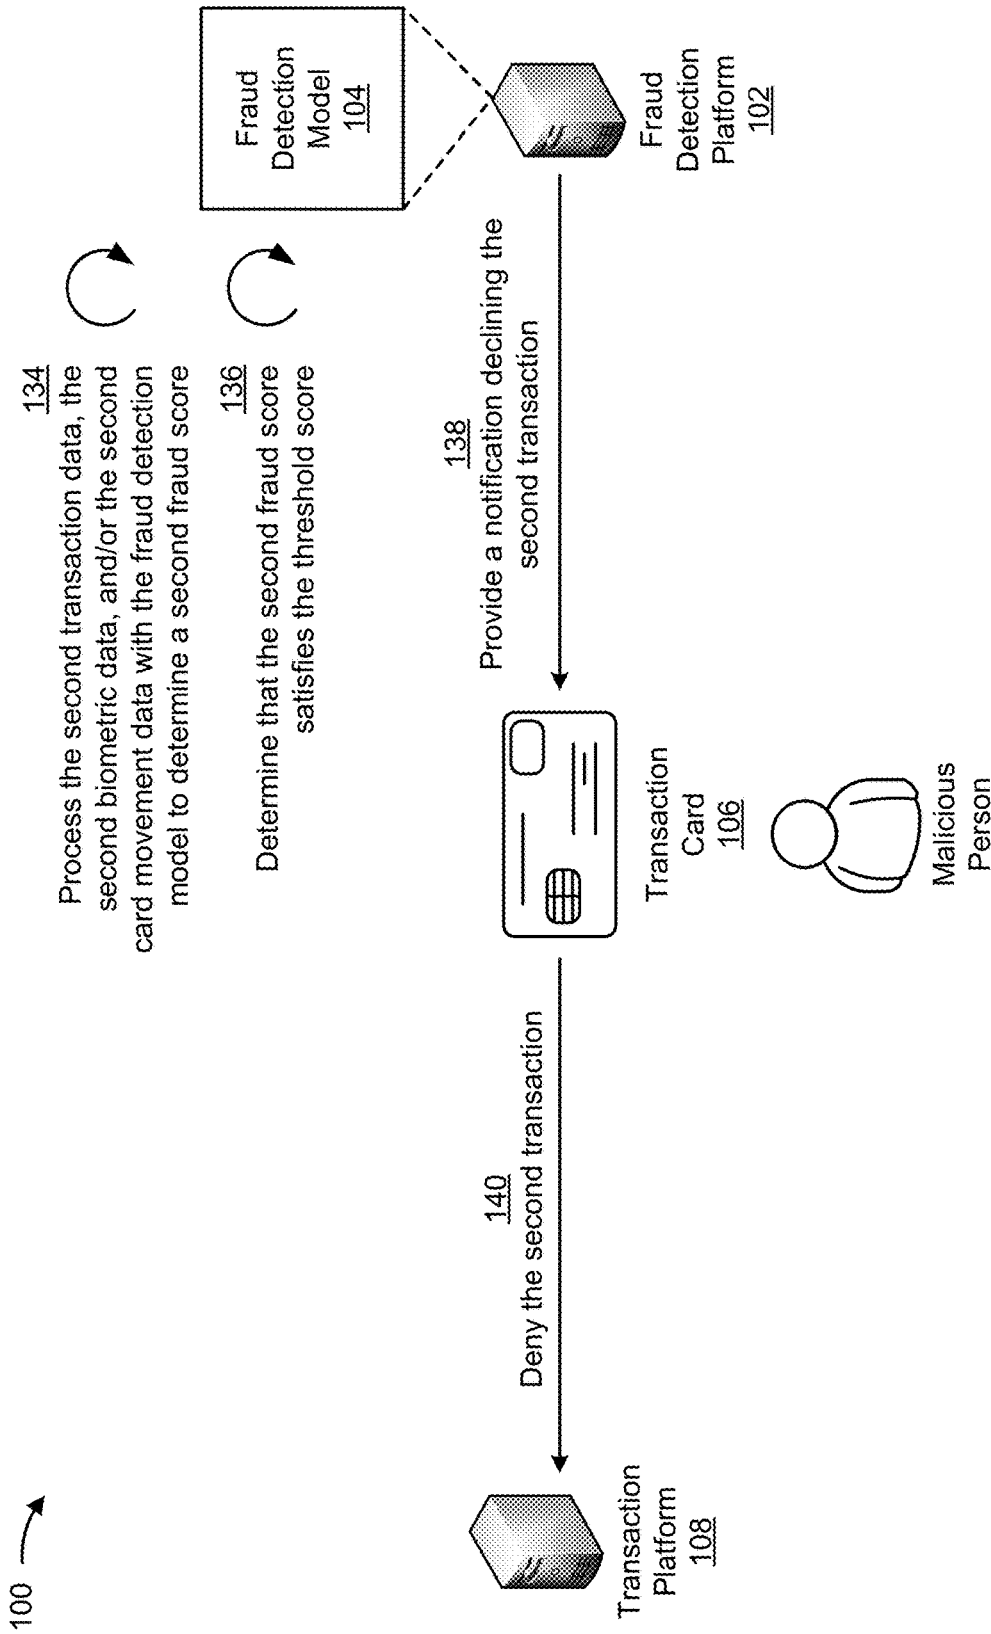 100
134
Process the second transaction data, the
second biometric data, and/or the second
card movement data with the fraud detection
model to determine a second fraud score
136
Determine that the second fraud score
satisfies the threshold score
Fraud
Detection
Model
104
140
Deny the second transaction
138
Provide a notification declining the
second transaction
Transaction
Platform
108
Transaction
Card
106
Fraud
Detection
Platform
102
Malicious
Person